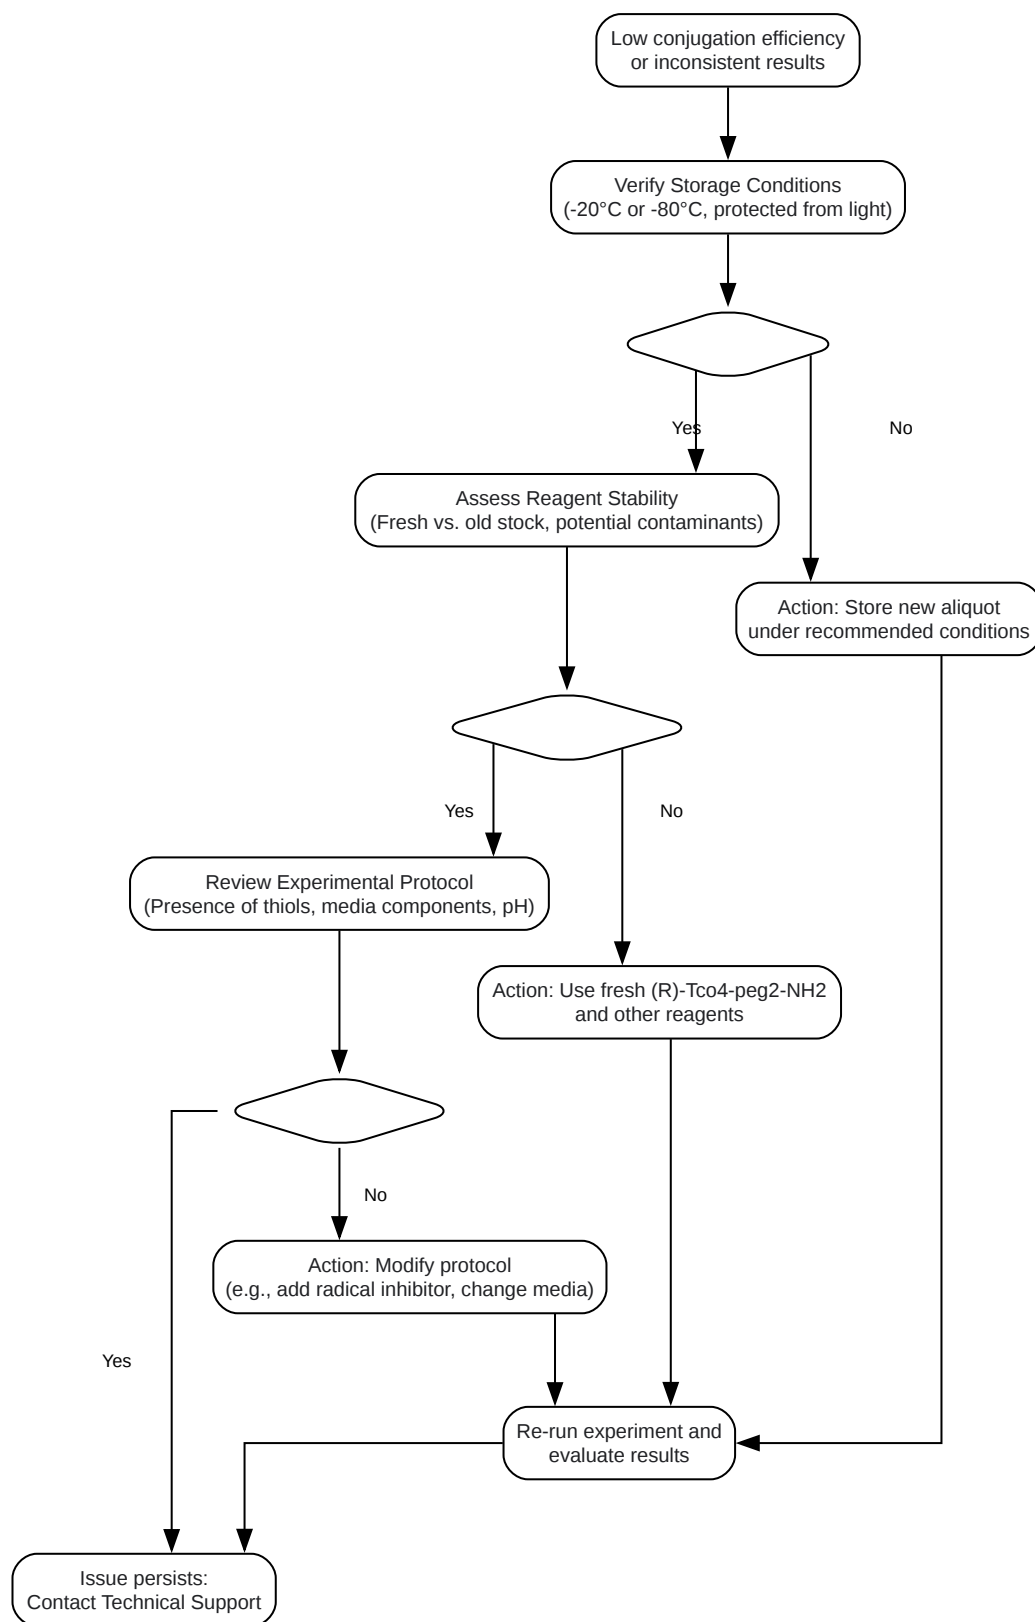 Low conjugation efficiency
or inconsistent results
Verify Storage Conditions
(-20°C or -80°C, protected from light)
Yes
No
Assess Reagent Stability
(Fresh vs. old stock, potential contaminants)
Action: Store new aliquot
under recommended conditions
Yes
No
Review Experimental Protocol
(Presence of thiols, media components, pH)
Action: Use fresh (R)-Tco4-peg2-NH2
and other reagents
No
Action: Modify protocol
(e.g., add radical inhibitor, change media)
Yes
Re-run experiment and
evaluate results
Issue persists:
Contact Technical Support